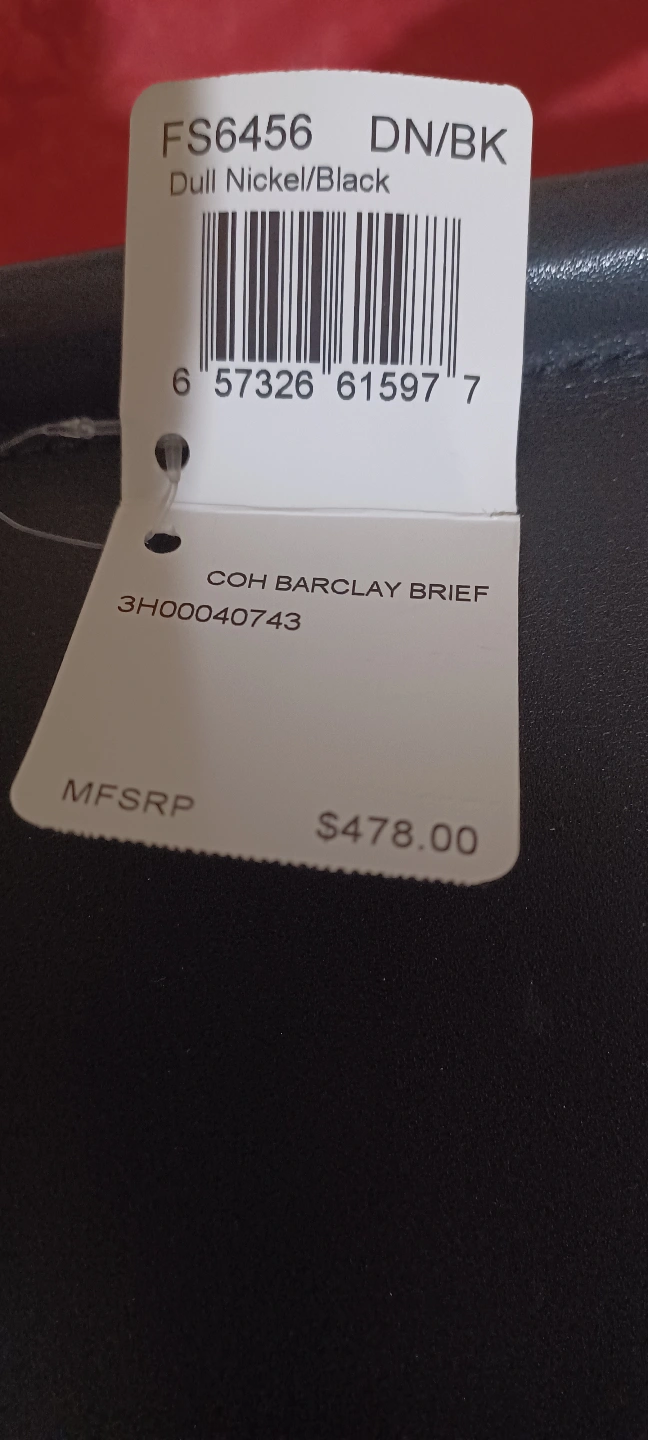 FS6456 DN/BK
Dull Nickel/Black
6 57326 61597 7
COH BARCLAY BRIEF
3H00040743
MFSRP $478.00